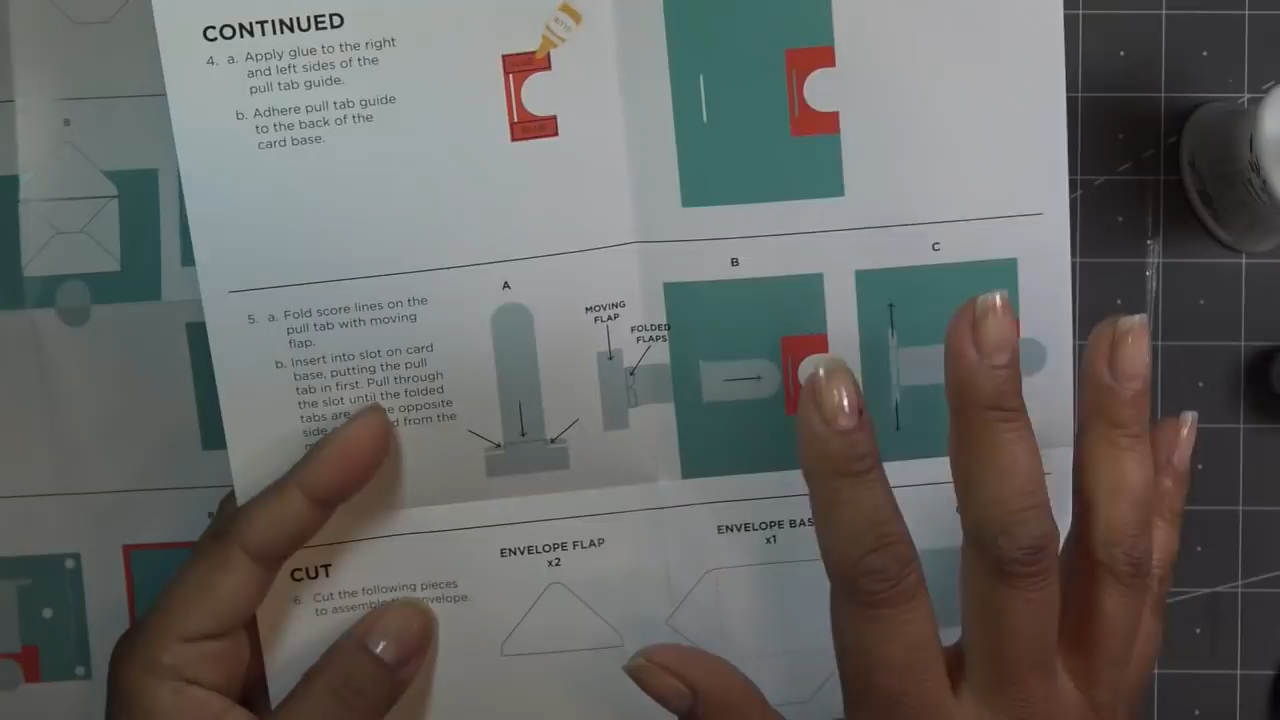 CONTINUED
4. a. Apply glue to the right
and left sides of the
pull tab guide.
b. Adhere pull tab guide
to the back of the
card base.
GLUE
B
5. a. Fold score lines on the
pull tab with moving
flap.
b. Insert into slot on card
base, putting the pull
tab in first. Pull through
the slot until the folded
tabs are
opposite
side
from the
A
MOVING
FLAP
FOLDED
FLAPS
B
C
CUT
6. Cut the following pieces
to assemble
envelope.
ENVELOPE FLAP
x2
ENVELOPE BAS
x1